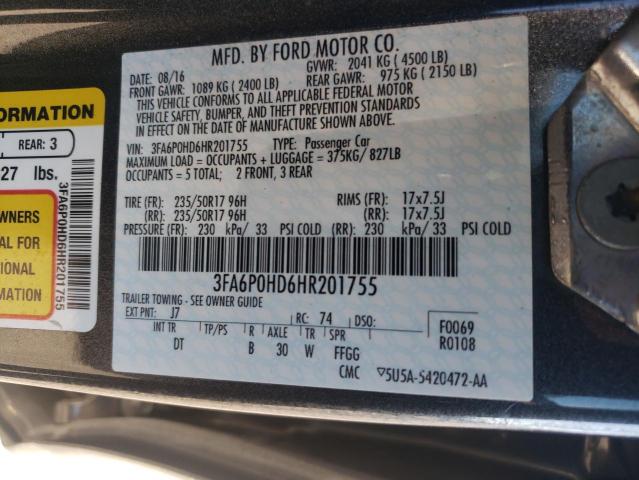 MFD. BY FORD MOTOR CO.
DATE: 08/16 GVWR: 2041 KG ( 4500 LB)
FRONT GAWR: 1089 KG ( 2400 LB) REAR GAWR: 975 KG ( 2150 LB)
THIS VEHICLE CONFORMS TO ALL APPLICABLE FEDERAL MOTOR
VEHICLE SAFETY, BUMPER, AND THEFT PREVENTION STANDARDS
IN EFFECT ON THE DATE OF MANUFACTURE SHOWN ABOVE.
VIN: 3FA6P0HD6HR201755 TYPE: Passenger Car
MAXIMUM LOAD = OCCUPANTS + LUGGAGE = 375KG/ 827LB
OCCUPANTS = 5 TOTAL; 2 FRONT, 3 REAR
TIRE (FR): 235/50R17 96H RIMS (FR): 17x7.5J
(RR): 235/50R17 96H (RR): 17x7.5J
PRESSURE (FR): 230 kPa/ 33 PSI COLD (RR): 230 kPa/ 33 PSI COLD
3FA6P0HD6HR201755
TRAILER TOWING - SEE OWNER GUIDE
EXT PNT: J7 RC: 74 DSO:
INT TR TP/PS R AXLE TR SPR
DT B 30 W FFGG
F0069
R0108
CMC ▽5U5A-5420472-AA
FORMATION
REAR: 3
27 lbs.
WNERS
AL FOR
TIONAL
MATION
3FA6P0HD6HR201755